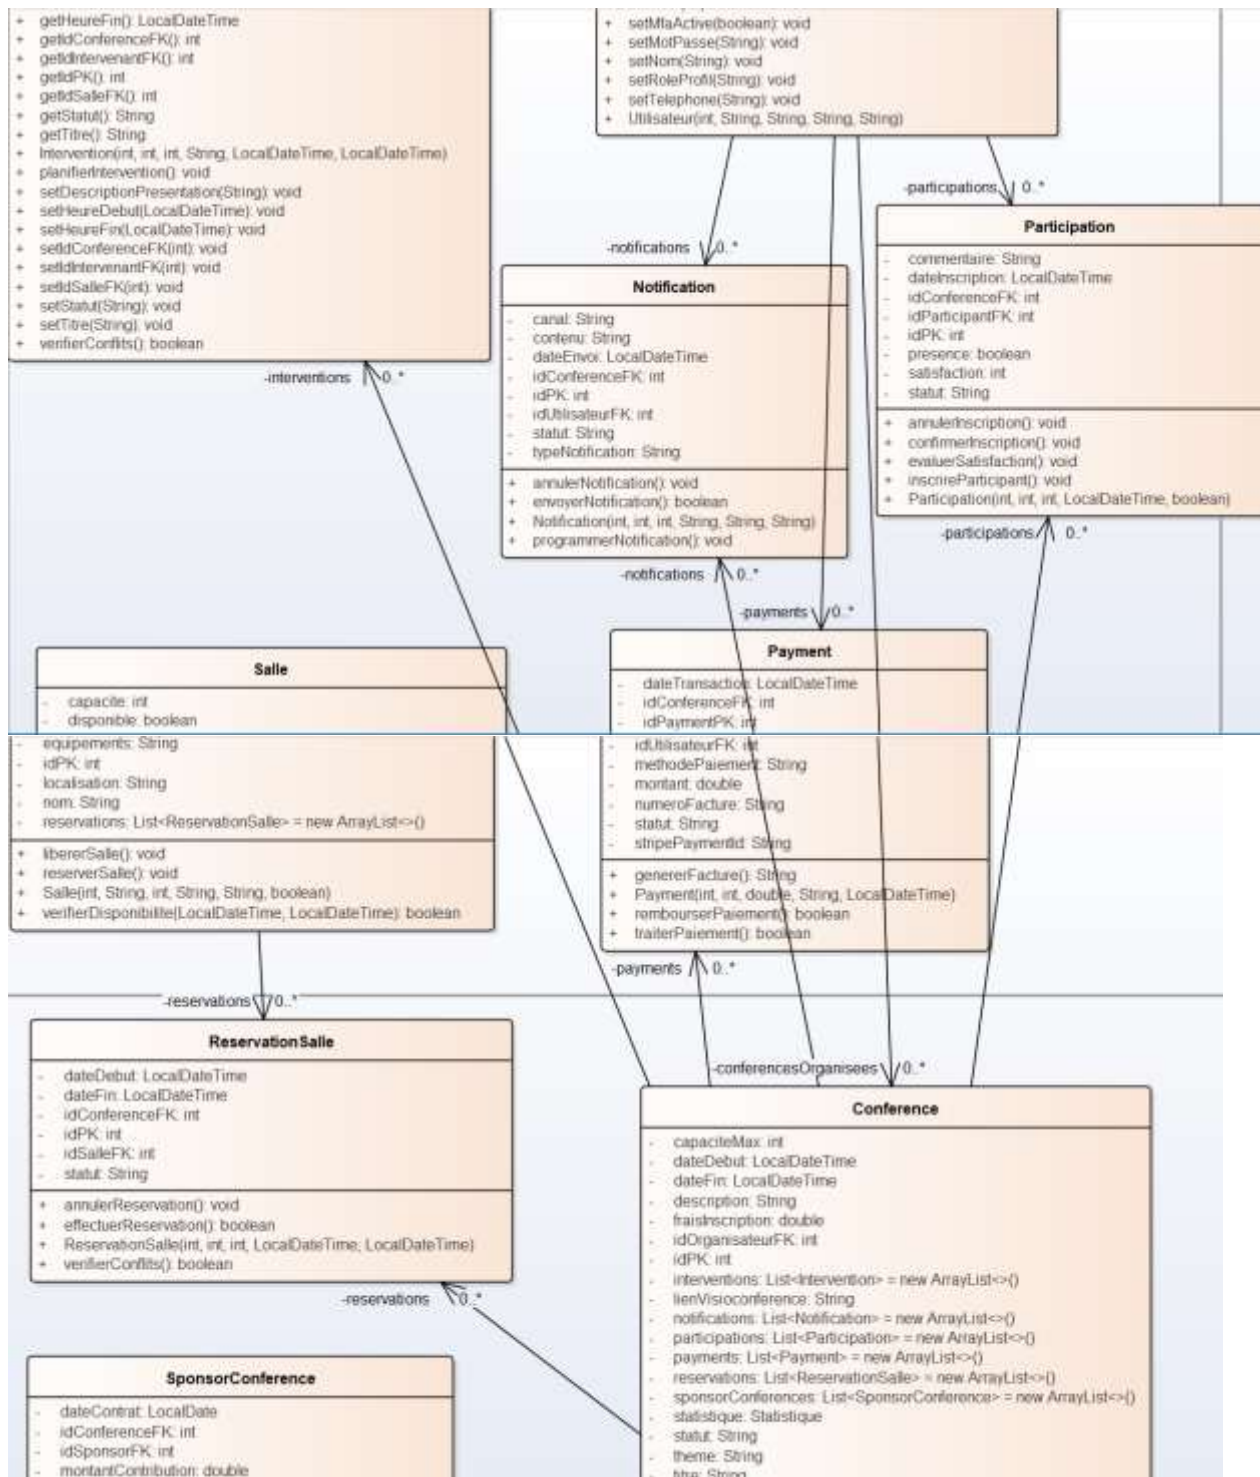 + getHeureFin(): LocalDateTime
+ getIdConferenceFK(): int
+ getIdIntervenantFK(): int
+ getIdPK(): int
+ getIdSalleFK(): int
+ getStatut(): String
+ getTitre(): String
+ Intervention(int, int, int, String, LocalDateTime, LocalDateTime)
+ planifierIntervention(): void
+ setDescriptionPresentation(String): void
+ setHeureDebut(LocalDateTime): void
+ setHeureFin(LocalDateTime): void
+ setIdConferenceFK(int): void
+ setIdIntervenantFK(int): void
+ setIdSalleFK(int): void
+ setStatut(String): void
+ setTitre(String): void
+ verifierConflits(): boolean
-interventions 0..*
+ setMfaActive(boolean): void
+ setMotPasse(String): void
+ setNom(String): void
+ setRoleProfil(String): void
+ setTelephone(String): void
+ Utilisateur(int, String, String, String, String)
-participations 0..*
-notifications 0..*
Participation
- commentaire: String
- dateInscription: LocalDateTime
- idConferenceFK: int
- idParticipantFK: int
- idPK: int
- presence: boolean
- satisfaction: int
- statut: String
+ annulerInscription(): void
+ confirmerInscription(): void
+ evaluerSatisfaction(): void
+ inscrireParticipant(): void
+ Participation(int, int, int, LocalDateTime, boolean)
-participations 0..*
Notification
- canal: String
- contenu: String
- dateEnvoi: LocalDateTime
- idConferenceFK: int
- idPK: int
- idUtilisateurFK: int
- statut: String
- typeNotification: String
+ annulerNotification(): void
+ envoyerNotification(): boolean
+ Notification(int, int, int, String, String, String)
+ programmerNotification(): void
-notifications 0..*
-payments 0..*
Salle
- capacite: int
- disponible: boolean
- equipements: String
- idPK: int
- localisation: String
- nom: String
- reservations: List<ReservationSalle> = new ArrayList<>()
+ libererSalle(): void
+ reserverSalle(): void
+ Salle(int, String, int, String, String, boolean)
+ verifierDisponibilite(LocalDateTime, LocalDateTime): boolean
-reservations 0..*
Payment
- dateTransaction: LocalDateTime
- idConferenceFK: int
- idPaymentPK: int
- idUtilisateurFK: int
- methodePaiement: String
- montant: double
- numeroFacture: String
- statut: String
- stripePaymentId: String
+ genererFacture(): String
+ Payment(int, int, double, String, LocalDateTime)
+ rembourserPaiement(): boolean
+ traiterPaiement(): boolean
-payments 0..*
-conferencesOrganisees 0..*
ReservationSalle
- dateDebut: LocalDateTime
- dateFin: LocalDateTime
- idConferenceFK: int
- idPK: int
- idSalleFK: int
- statut: String
+ annulerReservation(): void
+ effectuerReservation(): boolean
+ ReservationSalle(int, int, int, LocalDateTime, LocalDateTime)
+ verifierConflits(): boolean
-reservations 0..*
Conference
- capaciteMax: int
- dateDebut: LocalDateTime
- dateFin: LocalDateTime
- description: String
- fraisInscription: double
- idOrganisateurFK: int
- idPK: int
- interventions: List<Intervention> = new ArrayList<>()
- lienVisioconference: String
- notifications: List<Notification> = new ArrayList<>()
- participations: List<Participation> = new ArrayList<>()
- payments: List<Payment> = new ArrayList<>()
- reservations: List<ReservationSalle> = new ArrayList<>()
- sponsorConferences: List<SponsorConference> = new ArrayList<>()
- statistique: Statistique
- statut: String
- theme: String
- titre: String
SponsorConference
- dateContrat: LocalDate
- idConferenceFK: int
- idSponsorFK: int
- montantContribution: double